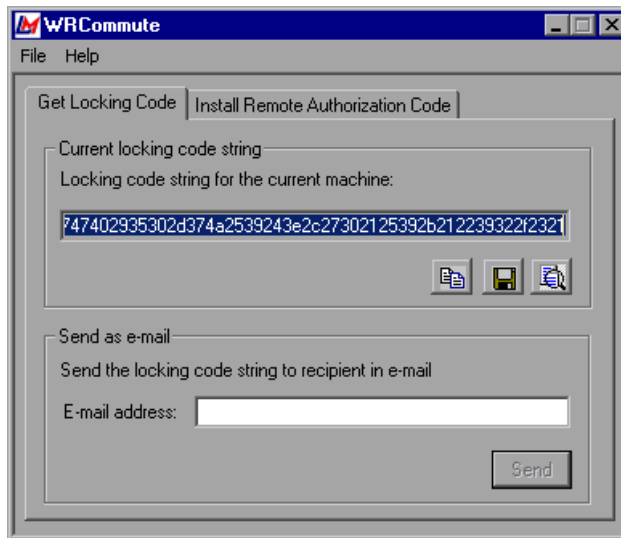 WRCommute
File Help
Get Locking Code Install Remote Authorization Code
Current locking code string
Locking code string for the current machine:
747402935302d374a2539243e2c27302125392b212239322f2321
Send as e-mail
Send the locking code string to recipient in e-mail
E-mail address:
Send